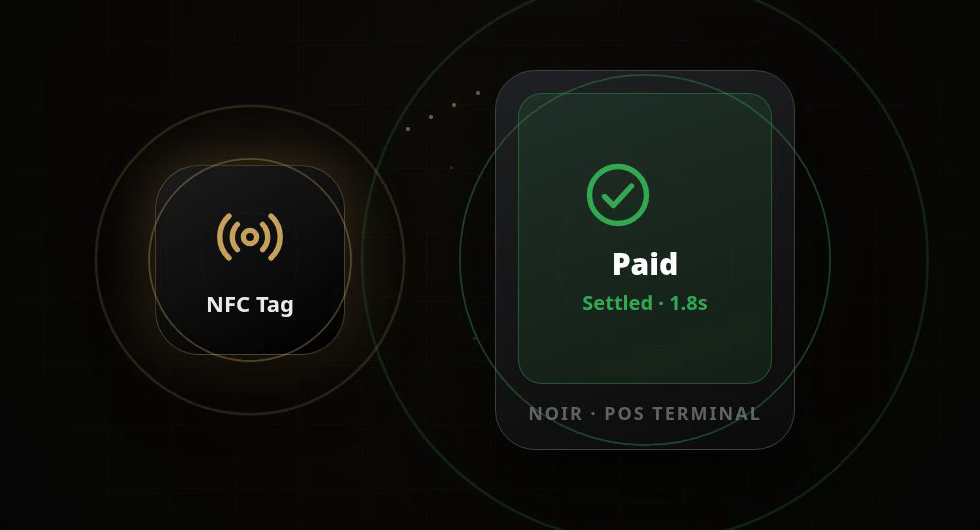 NFC Tag
Paid
Settled · 1.8s
NOIR · POS TERMINAL